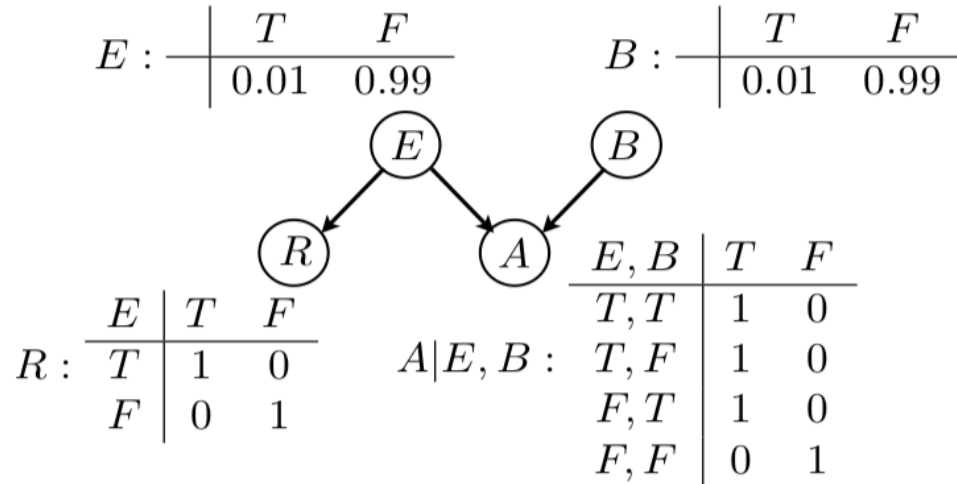 E : T F
0.01 0.99
B : T F
0.01 0.99
E
B
R
A
R : E T F
T 1 0
F 0 1
A|E, B : E, B T F
T, T 1 0
T, F 1 0
F, T 1 0
F, F 0 1